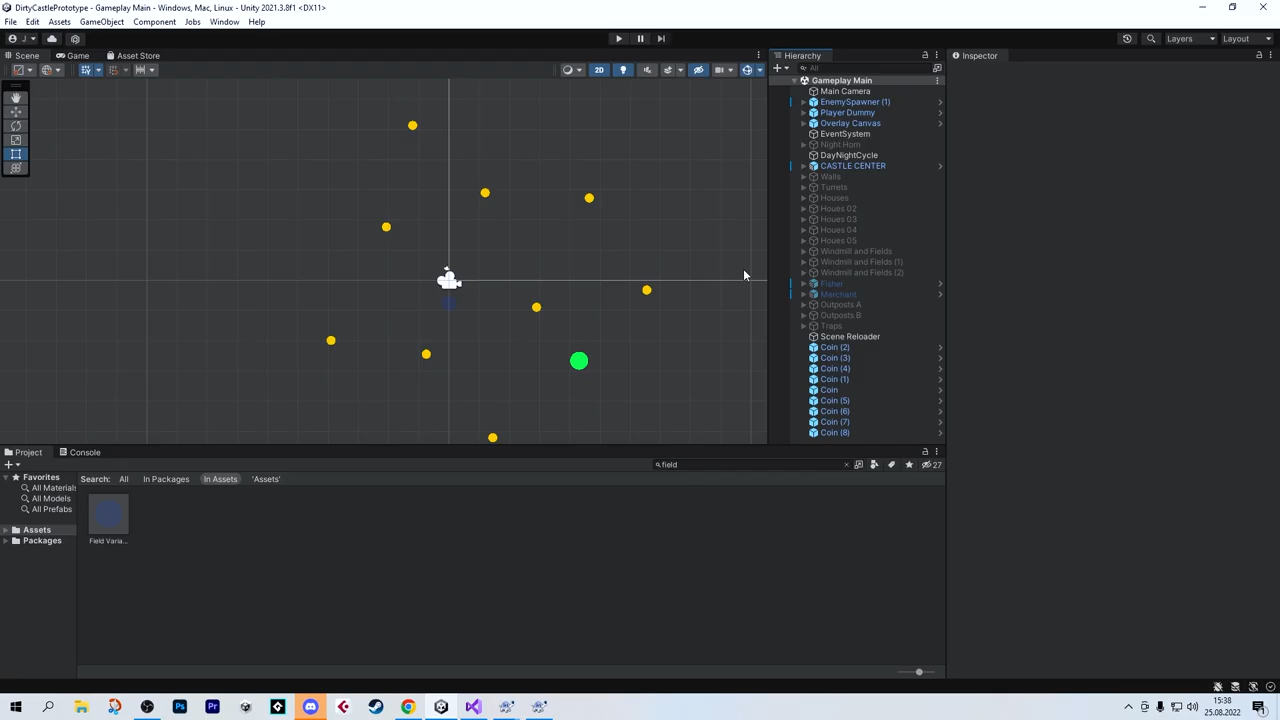 DirtyCastlePrototype - Gameplay Main - Windows, Mac, Linux - Unity 2021.3.8f1 <DX11>
File Edit Assets GameObject Component Jobs Window Help
J
Layers
Layout
Scene
Game
Asset Store
2D
Hierarchy
All
Gameplay Main
Main Camera
EnemySpawner (1)
Player Dummy
Overlay Canvas
EventSystem
Night Horn
DayNightCycle
CASTLE CENTER
Walls
Turrets
Houses
Houes 02
Houes 03
Houes 04
Houes 05
Windmill and Fields
Windmill and Fields (1)
Windmill and Fields (2)
Fisher
Merchant
Outposts A
Outposts B
Traps
Scene Reloader
Coin (2)
Coin (3)
Coin (4)
Coin (1)
Coin
Coin (5)
Coin (6)
Coin (7)
Coin (8)
Inspector
Project
Console
field
27
Favorites
All Materials
All Models
All Prefabs
Assets
Packages
Search: All In Packages In Assets 'Assets'
Field Varia...
Ps
Pr
15:38
25.08.2022
1